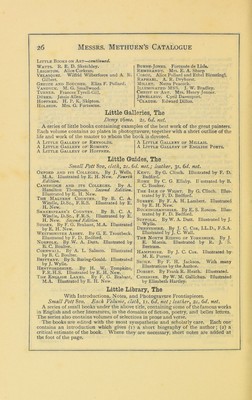 26 MESSRS. METHUEN'S CATALOGUE
LITTLE BOOKS ON ART—continued.
WATTS. R. E. D. Sketchley.
LEIGHTON. Alice Corkran.
VELASQUEZ. Wilfrid Wilberforce and A. R. Gilbert.
GREUZE AND BOUCHER. Eliza F. Pollard.
VANDYCK. M. G. Smallwood.
TURNER. Frances Tyrell-Gill.
DÜRER. Jessie Allen.
HOPPNER. H. P. K. Skipton.
HOLBEIN. Mrs. G. Fortescue.
BURNE-JONES. Fortunée de Lisle.
REMBRANDT. Mrs. E. A. Sharp
COROT. Alice Pollard and Ethel Birnstingl.
RAPHAEL. A. R. Dryhurst.
MILLET. Netta Peacock.
ILLUMINATED MSS. J. W. Bradley.
CHRIST IN ART. Mrs. Henry Jenner.
JEWELLERY. Cyril Davenport.
CLAUDE. Edward Dillon.
Little Galleries, The
Demy 16mo. 2s. 6d. net.
A series of little books containing examples of the best work of the great painters.
Each volume contains 20 plates in photogravure, together with a short outline of the
life and work of the master to whom the book is devoted.
A LITTLE GALLERY OF REYNOLDS.
A LITTLE GALLERY OF ROMNEY.
A LITTLE GALLERY OF HOPPNER.
A LITTLE GALLERY OF MILLAIS.
A LITTLE GALLERY OF ENGLISH POETS.
Little Guides, The
Small Pott 8vo, cloth, 2s. 6d. net.; leather, 3s. 6d. net.
OXFORD AND ITS COLLEGES. By J. Wells, M.A. Illustrated by E. H. New. Fourth Edition.
CAMBRIDGE AND ITS COLLEGES. By A. Hamilton Thompson. Second Edition. Illustrated by E. H. New.
THE MALVERN COUNTRY. By B. C. A. Windle, D.Sc., F.R.S. Illustrated by E. H. New.
SHAKESPEARE'S COUNTRY. By B. C. A. Windle, D.Sc., F.R.S. Illustrated by E. H. New. Second Edition.
SUSSEX. By F. G. Brabant, M.A. Illustrated by E. H. New.
WESTMINSTER ABBEY. By G. E. Troutbeck. Illustrated by F. D. Bedford.
NORFOLK. By W. A. Dutt. Illustrated by B. C. Boulter.
CORNWALL. By A. L. Salmon. Illustrated by B. C. Boulter.
BRITTANY. By S. Baring-Gould. Illustrated by J. Wylie.
HERTFORDSHIRE. By H. W. Tompkins, F.R.H.S. Illustrated by E. H. New.
THE ENGLISH LAKES. By F. G. Brabant, M.A. Illustrated by E. H. New.
KENT. By G. Clinch. Illustrated by F. D. Bedford.
ROME. By C. G. Ellaby. Illustrated by B. C. Boulter.
THE ISLE OF WIGHT. By G. Clinch. Illustrated by F. D. Bedford.
SURREY. By F. A. H. Lambert. Illustrated by E. H. New.
BUCKINGHAMSHIRE. By E. S. Roscoe. Illustrated by F. D. Bedford.
SUFFOLK. By W. A. Dutt. Illustrated by J. Wylie.
DERBYSHIRE. By J. C. Cox, LL.D., F.S.A. Illustrated by J. C. Wall.
THE NORTH RIDING OF YORKSHIRE. By J. E. Morris. Illustrated by R. J. S. Bertram.
HAMPSHIRE. By J. C. Cox. Illustrated by M. E. Purser.
SICILY. By F. H. Jackson. With many Illustrations by the Author.
DORSET. By Frank R. Heath. Illustrated.
CHESHIRE. By W. M. Gallichan. Illustrated by Elizabeth Hartley.
Little Library, The
With Introductions, Notes, and Photogravure Frontispieces.
Small Pott 8vo. Each Volume, cloth, 1s. 6d. net; leather, 2s. 6d. net.
A series of small books under the above title, containing some of the famous works
in English and other literatures, in the domains of fiction, poetry, and belles lettres.
The series also contains volumes of selections in prose and verse.
The books are edited with the most sympathetic and scholarly care. Each one
contains an introduction which gives (1) a short biography of the author; (2) a
critical estimate of the book. Where they are necessary, short notes are added at
the foot of the page.